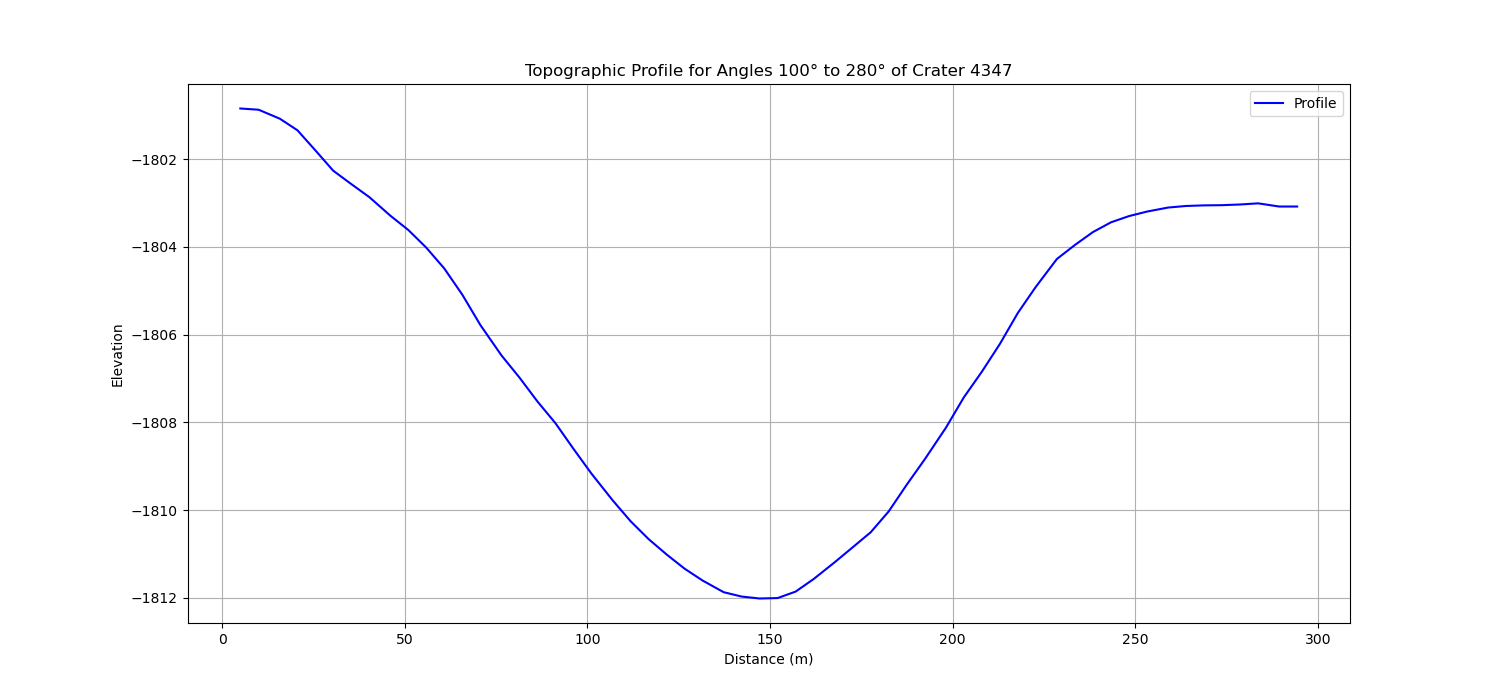 Topographic Profile for Angles 100° to 280° of Crater 4347
Profile
−1802
−1804
−1806
−1808
−1810
−1812
Elevation
0 50 100 150 200 250 300
Distance (m)